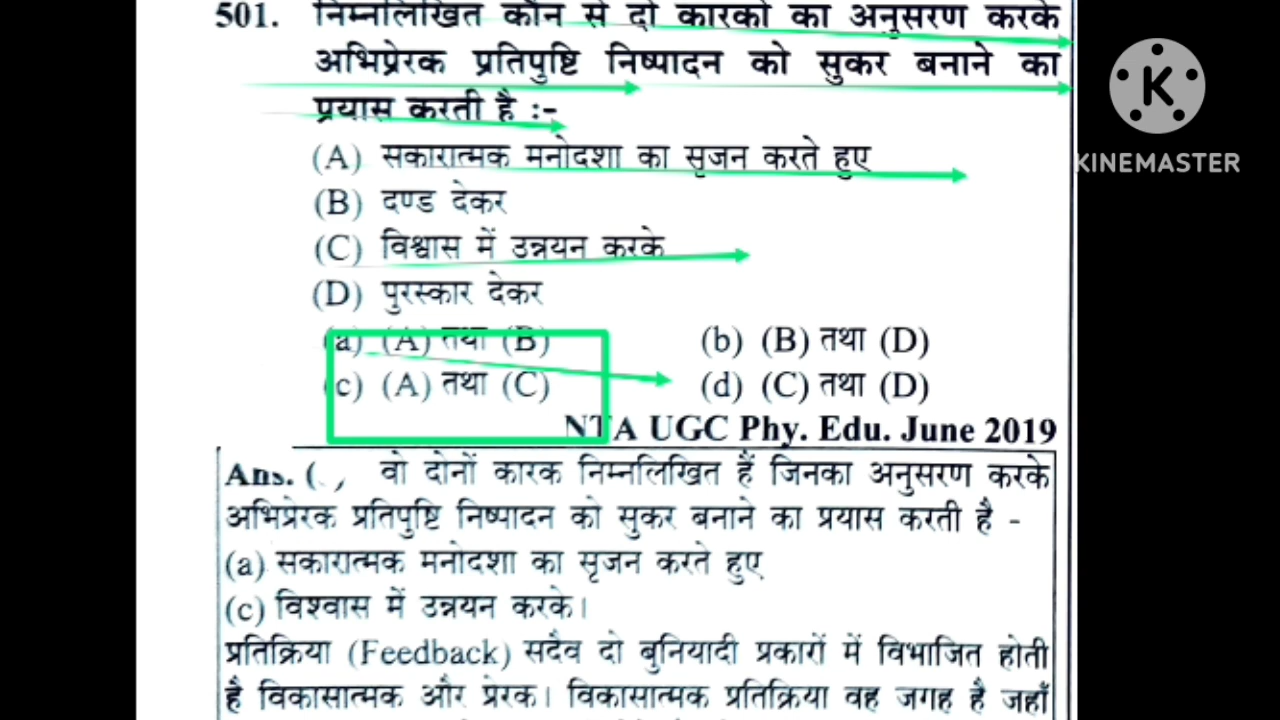 501. निम्नलिखित कौन से दो कारको का अनुसरण करके
अभिप्रेरक प्रतिपुष्टि निष्पादन को सुकर बनाने का
प्रयास करती है :-
(A) सकारात्मक मनोदशा का सृजन करते हुए
(B) दण्ड देकर
(C) विश्वास में उन्नयन करके
(D) पुरस्कार देकर
(a) (A) तथा (B) (b) (B) तथा (D)
(c) (A) तथा (C) (d) (C) तथा (D)
NTA UGC Phy. Edu. June 2019
Ans. ( वो दोनों कारक निम्नलिखित हैं जिनका अनुसरण करके
अभिप्रेरक प्रतिपुष्टि निष्पादन को सुकर बनाने का प्रयास करती है -
(a) सकारात्मक मनोदशा का सृजन करते हुए
(c) विश्वास में उन्नयन करके।
प्रतिक्रिया (Feedback) सदैव दो बुनियादी प्रकारों में विभाजित होती
है विकासात्मक और प्रेरक। विकासात्मक प्रतिक्रिया वह जगह है जहाँ
K
KINEMASTER